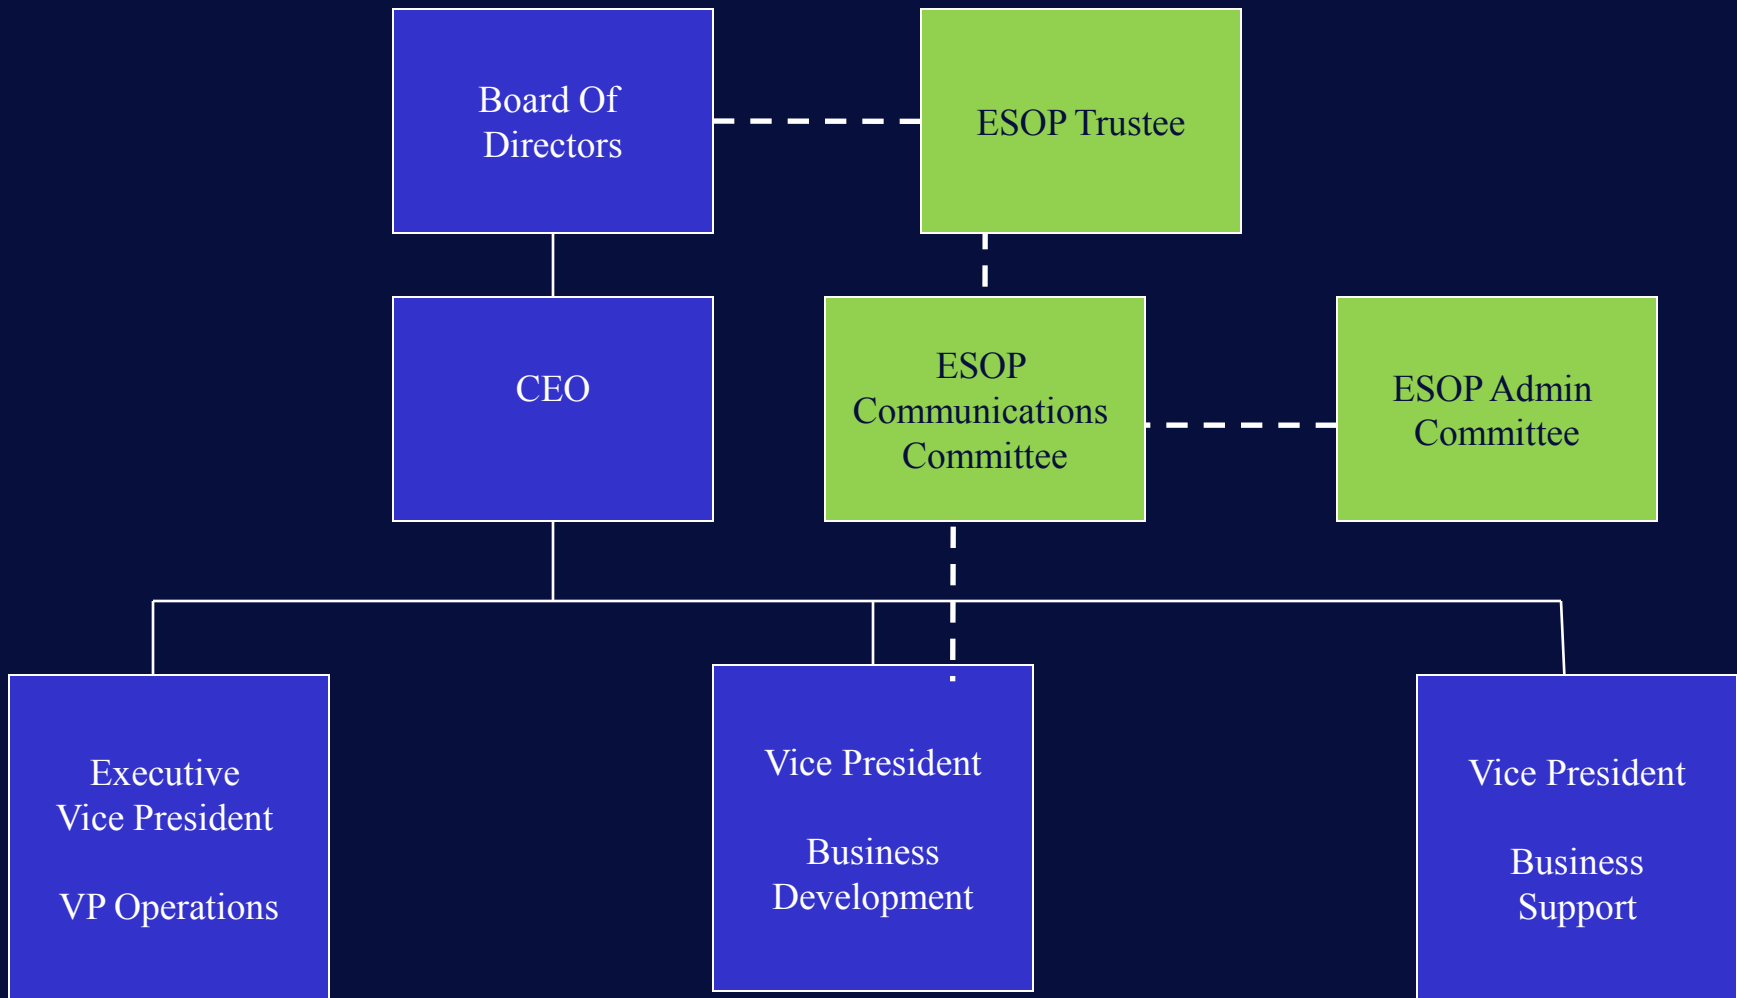 Board Of
Directors
ESOP Trustee
CEO
ESOP
Communications
Committee
ESOP Admin
Committee
Executive
Vice President
VP Operations
Vice President
Business
Development
Vice President
Business
Support